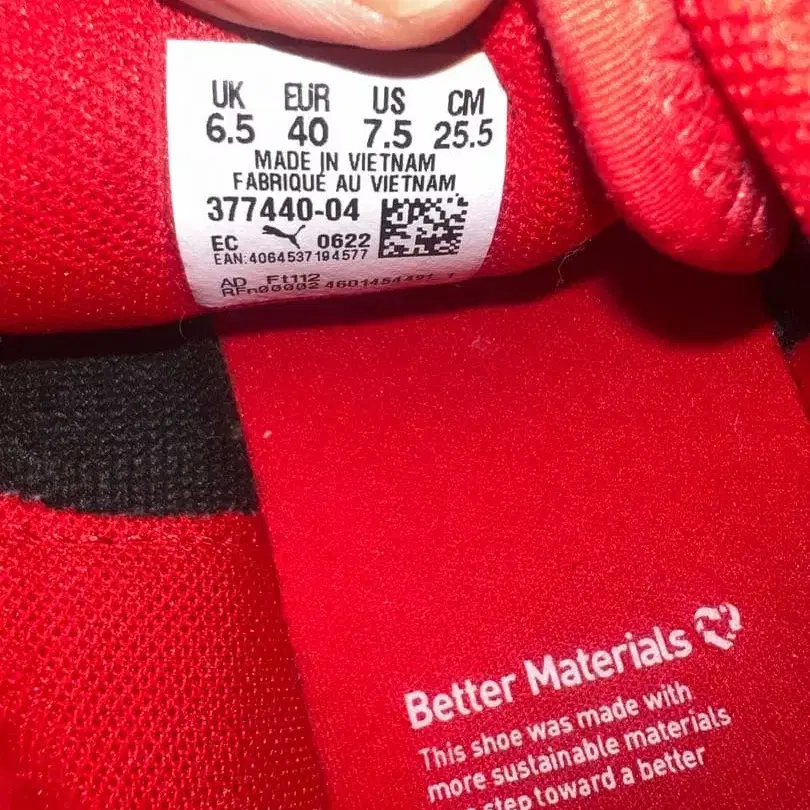 UK EUR US CM
6.5 40 7.5 25.5
MADE IN VIETNAM
FABRIQUÉ AU VIETNAM
377440-04
EC 0622
EAN:4064537194577
AD Ft112
Better Materials
This shoe was made with
more sustainable materials
step toward a better